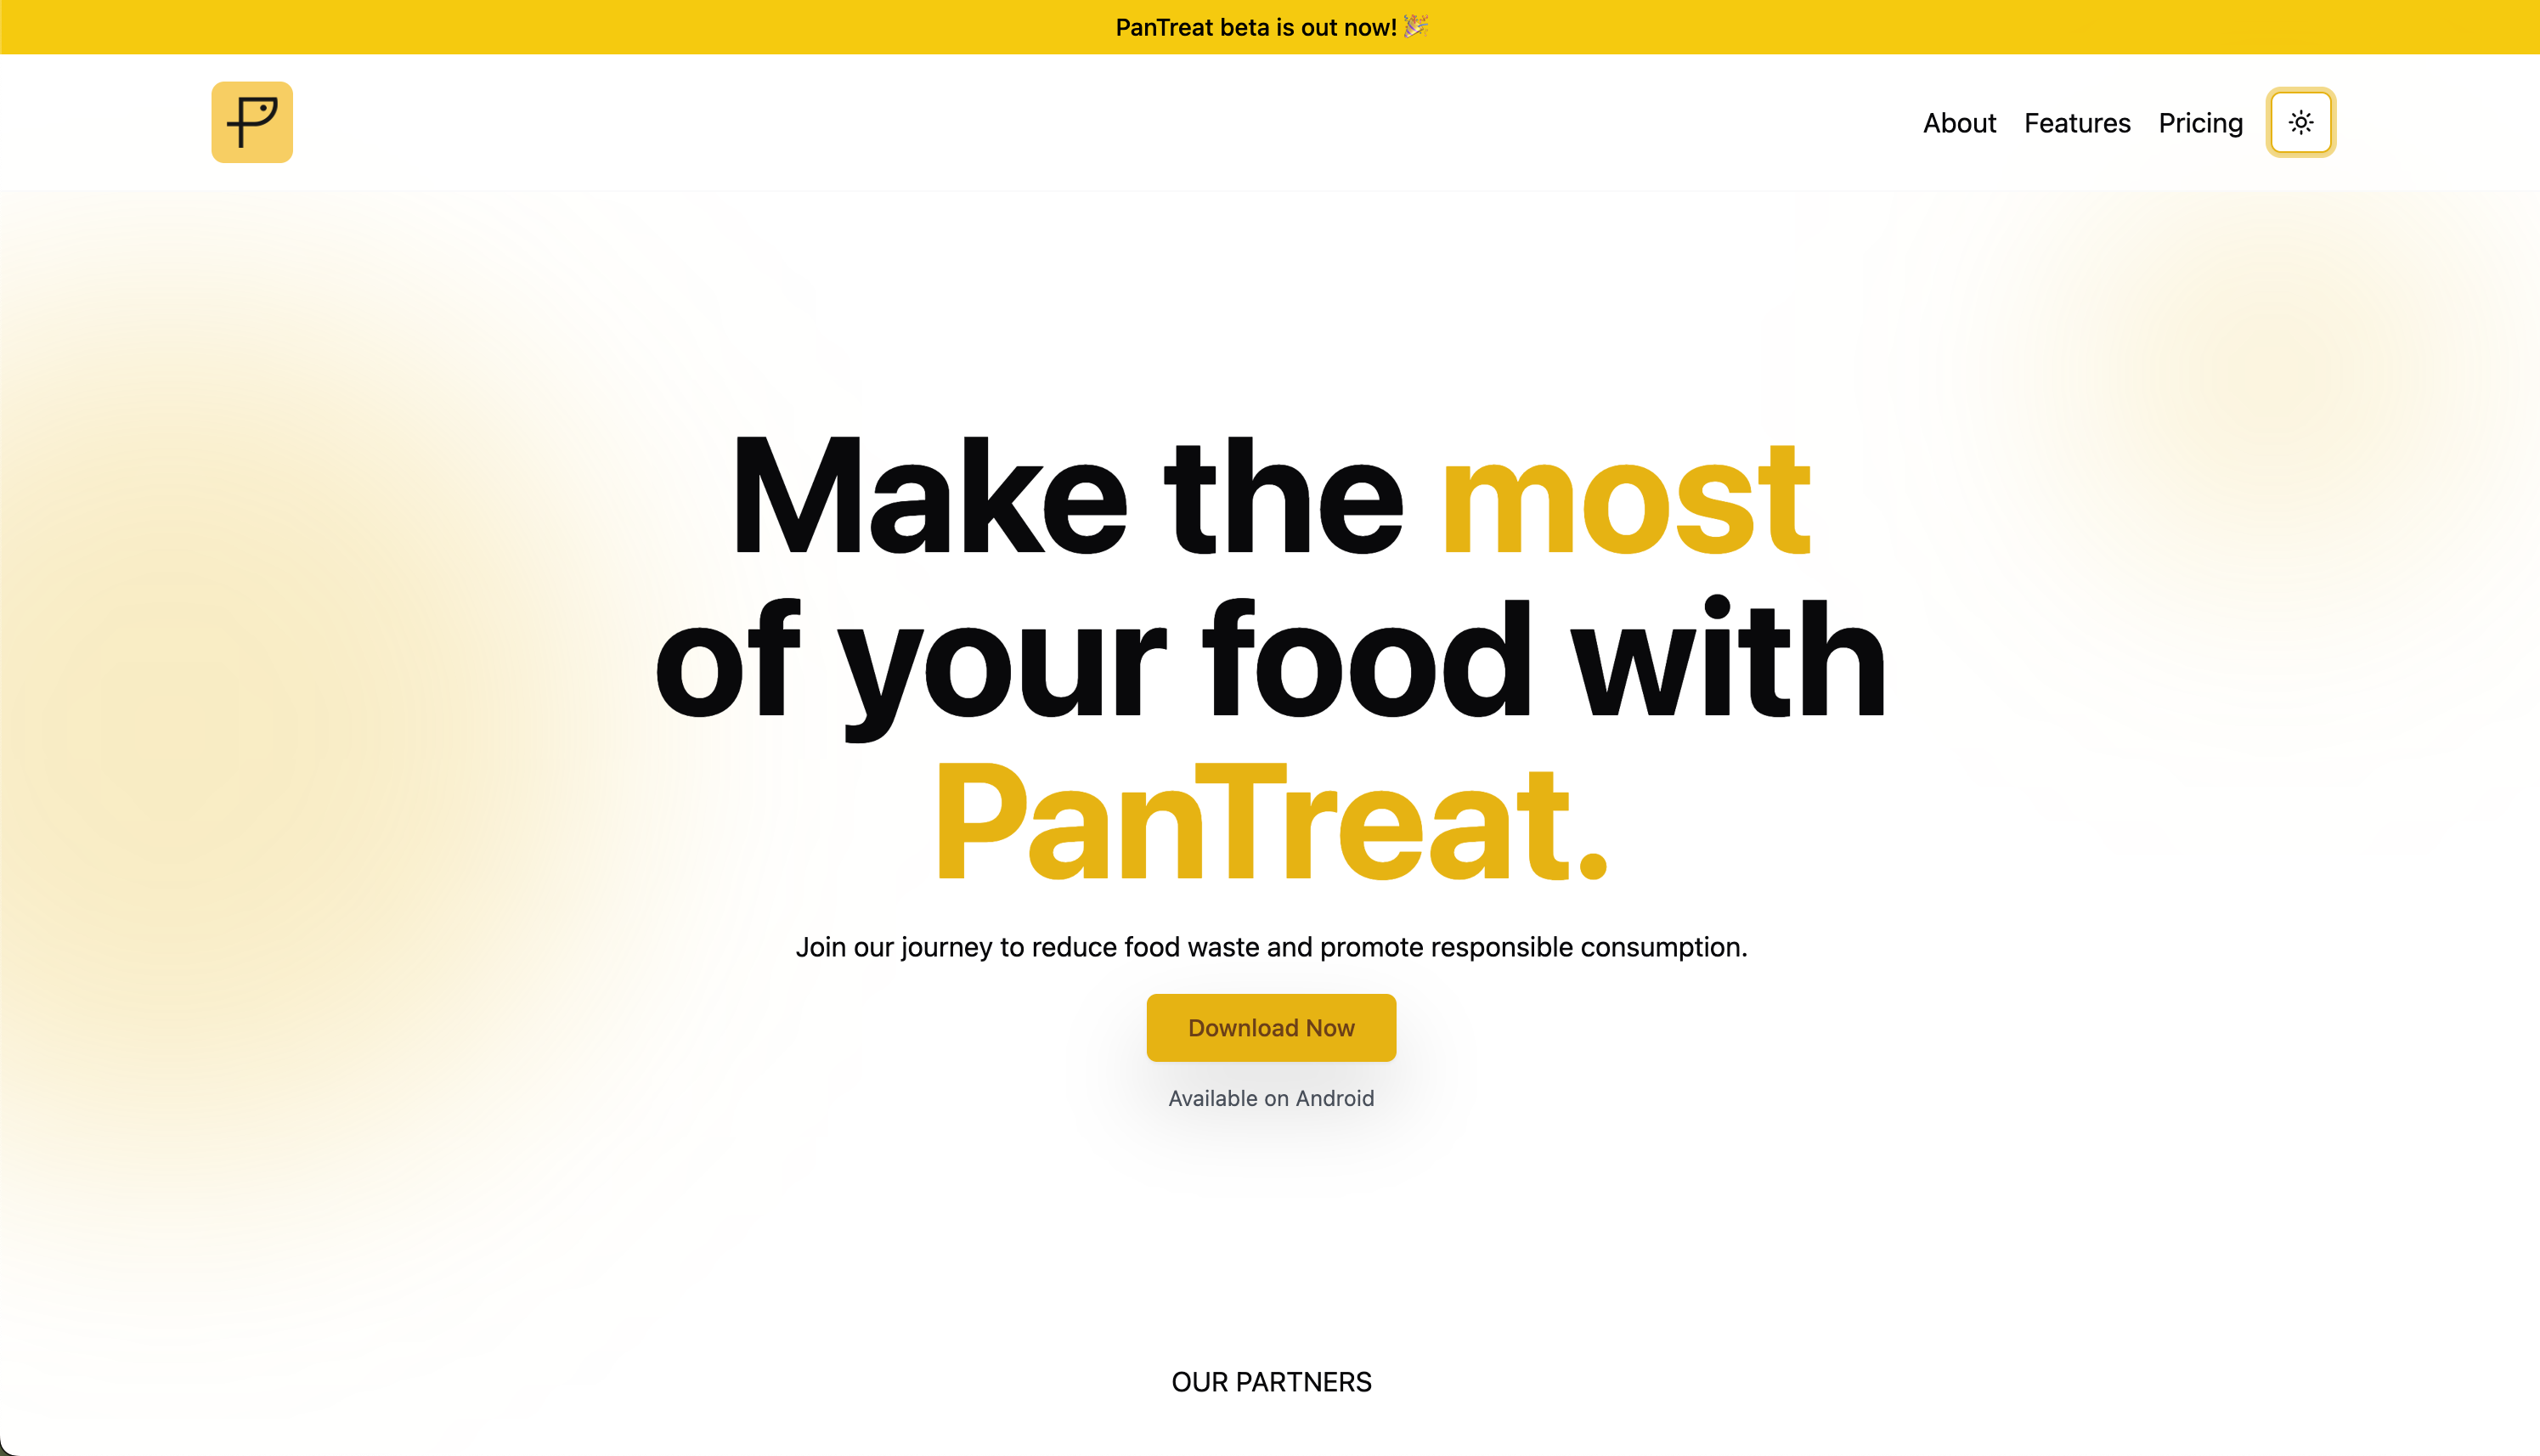 PanTreat beta is out now! 🎉
About Features Pricing
Make the most
of your food with
PanTreat.
Join our journey to reduce food waste and promote responsible consumption.
Download Now
Available on Android
OUR PARTNERS